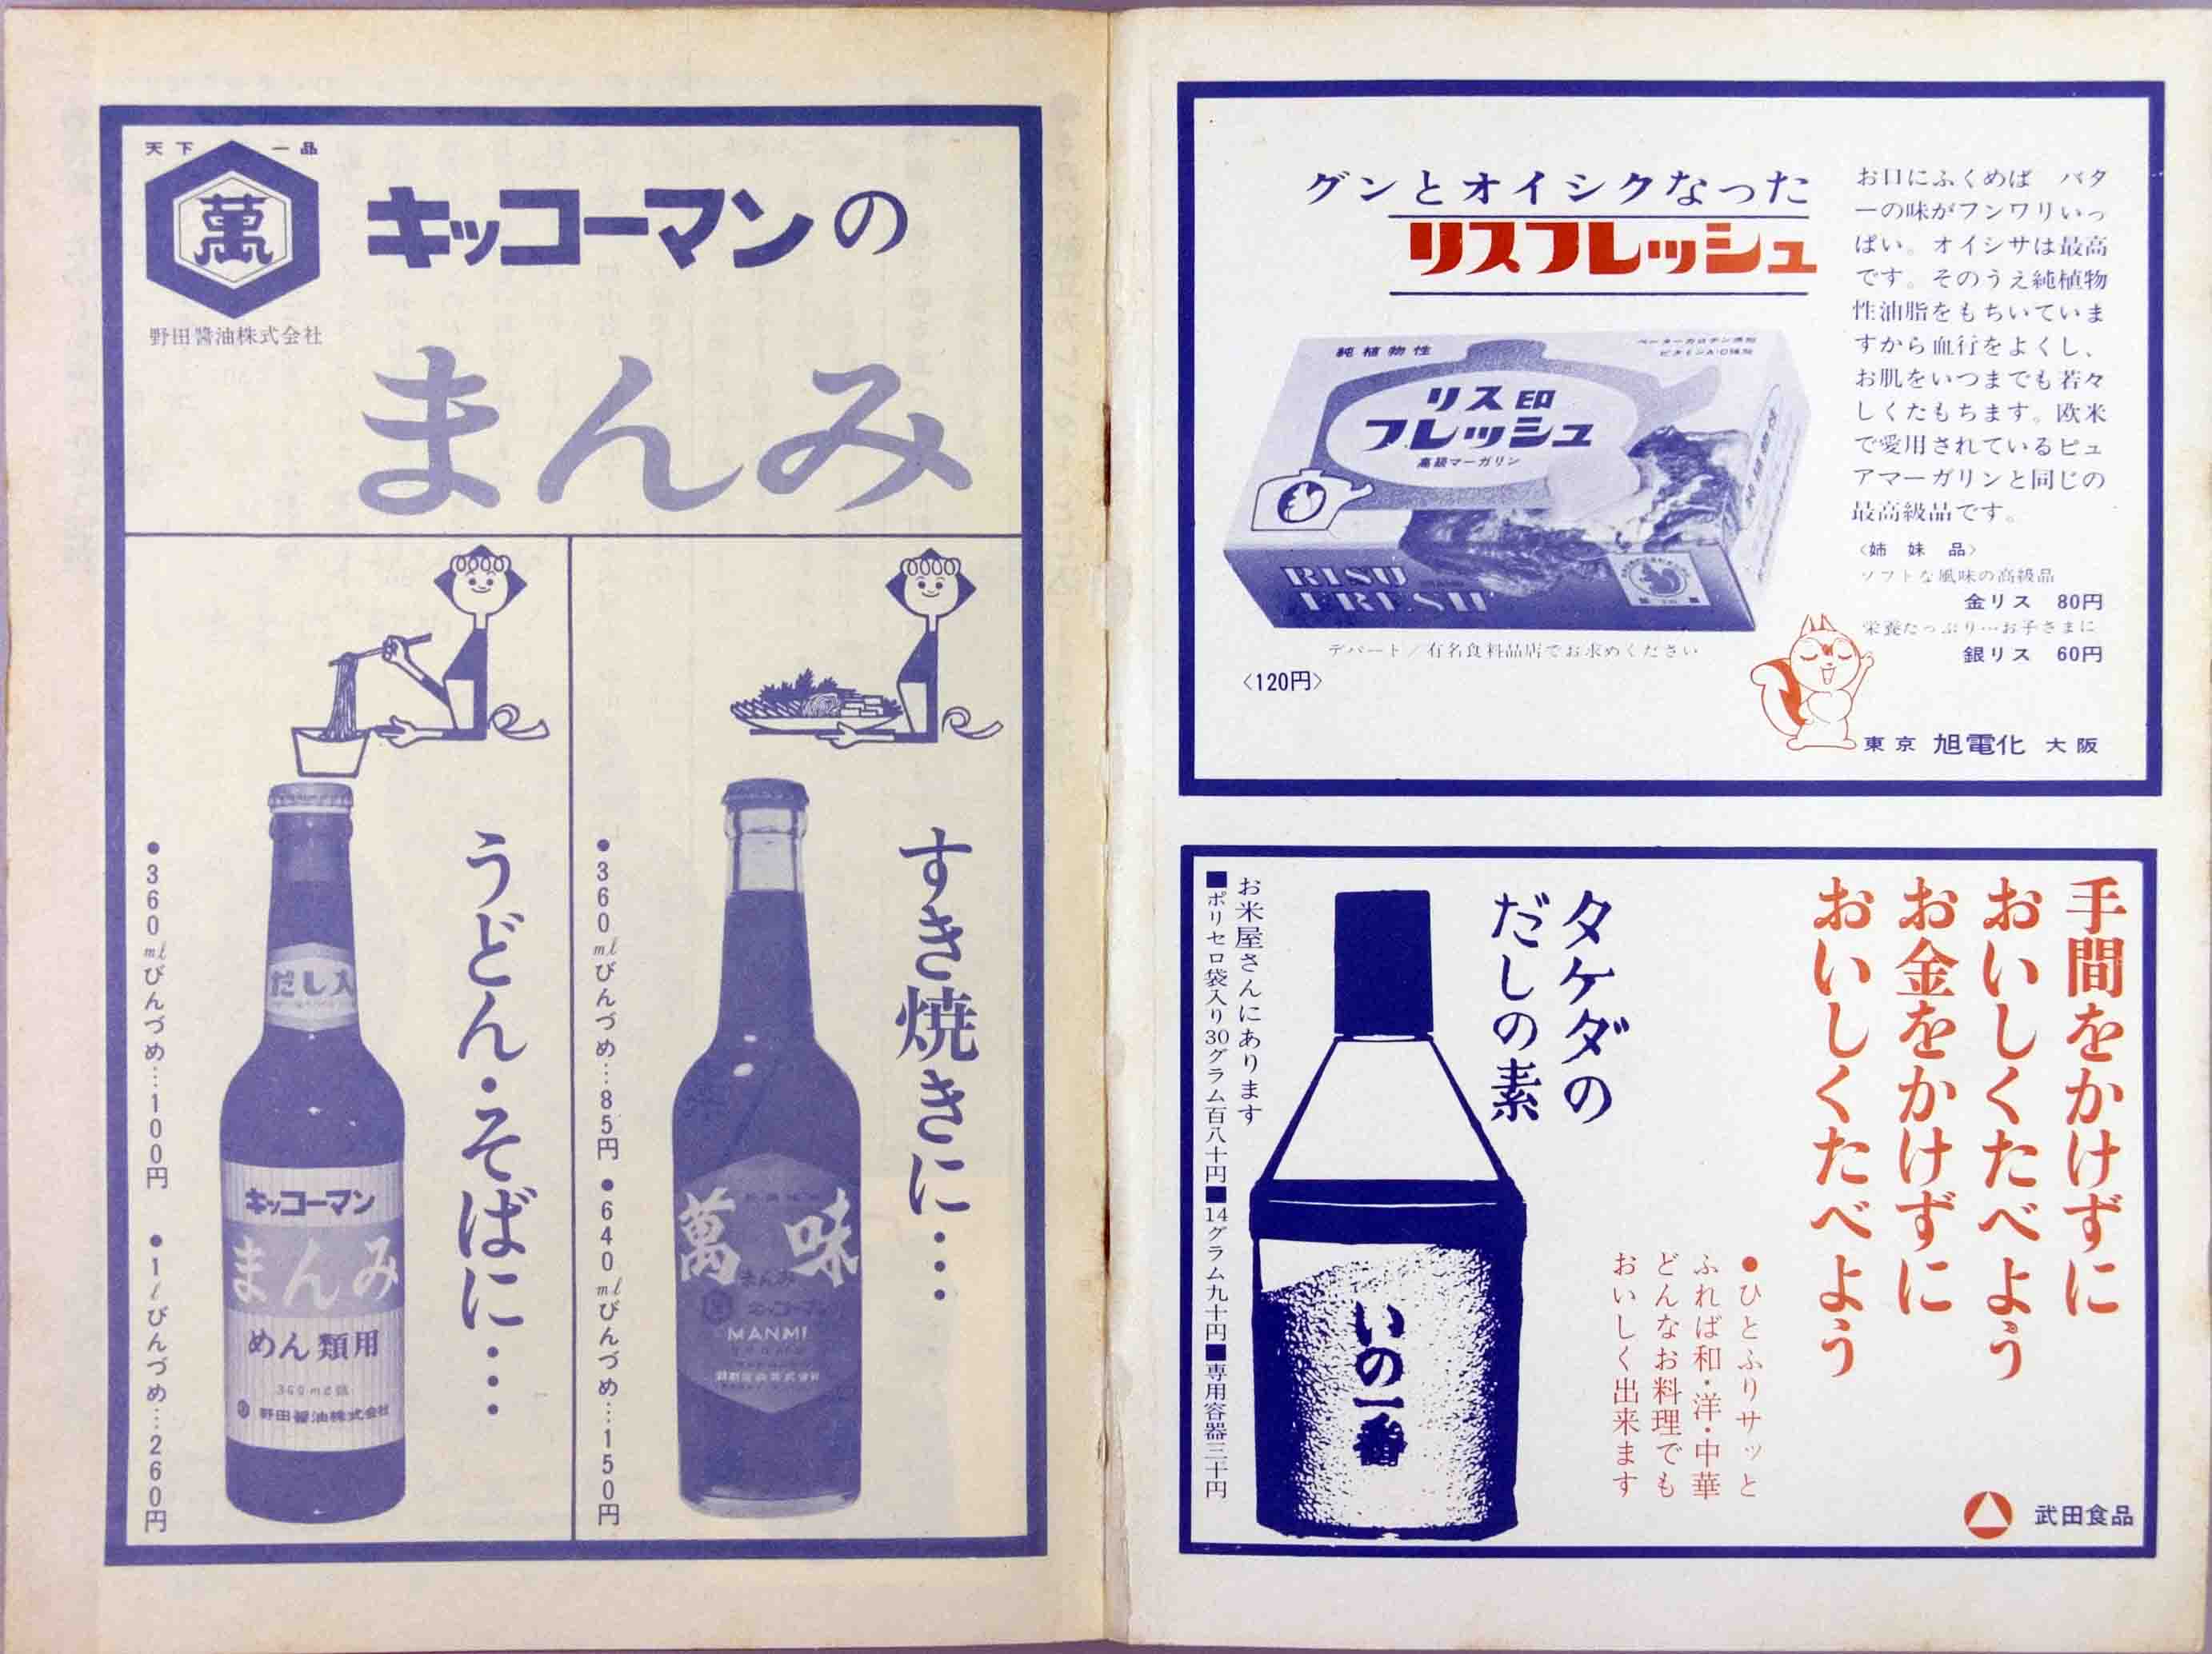 グンとオイシクなった
リスフレッシュ
お口にふくめば　バタ
ーの味がフンワリいっ
ぱい。オイシサは最高
です。そのうえ純植物
性油脂をもちいていま
すから血行をよくし、
お肌をいつまでも若々
しくたもちます。欧米
で愛用されているピュ
アマーガリンと同じの
最高級品です。
〈姉　妹　品〉
ソフトな風味の高級品
金リス　80円
栄養たっぷり…お子さまに
銀リス　60円
純植物性
ベーターカロチン添加
ビタミンA・D強化
リス印
フレッシュ
高級マーガリン
純植物性
RISU
FRESH
デパート／有名食料品店でお求めください
〈120円〉
東京 旭電化 大阪
手間をかけずに
おいしくたべよう
お金をかけずに
おいしくたべよう
●ひとふりサッと
ふれば和・洋・中華
どんなお料理でも
おいしく出来ます
タケダの
だしの素
いの一番
お米屋さんにあります
■ポリセロ袋入り30グラム百八十円■14グラム九十円■専用容器三十円
武田食品
天下一品
萬
野田醤油株式会社
キッコーマンの
まんみ
すき焼きに…
●360mlびんづめ…85円 ●640mlびんづめ…150円
萬味
まんみ
キッコーマン
MANMI
うどん・そばに…
だし入
キッコーマン
まんみ
めん類用
360ml詰
野田醤油株式会社
●360mlびんづめ…100円　●1lびんづめ…260円